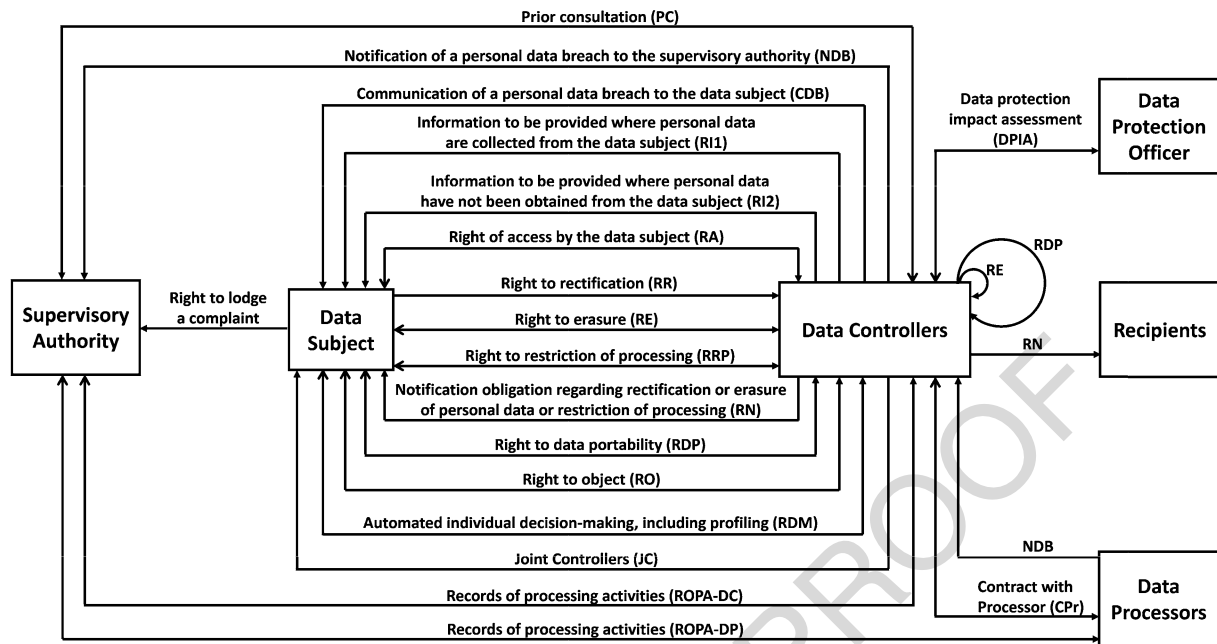 Prior consultation (PC)
Notification of a personal data breach to the supervisory authority (NDB)
Communication of a personal data breach to the data subject (CDB)
Information to be provided where personal data
are collected from the data subject (RI1)
Information to be provided where personal data
have not been obtained from the data subject (RI2)
Right of access by the data subject (RA)
Data protection
impact assessment
(DPIA)
Data
Protection
Officer
RDP
RE
Supervisory
Authority
Right to lodge
a complaint
Data
Subject
Right to rectification (RR)
Right to erasure (RE)
Right to restriction of processing (RRP)
Data Controllers
RN
Recipients
Notification obligation regarding rectification or erasure
of personal data or restriction of processing (RN)
Right to data portability (RDP)
Right to object (RO)
Automated individual decision-making, including profiling (RDM)
Joint Controllers (JC)
Records of processing activities (ROPA-DC)
Records of processing activities (ROPA-DP)
NDB
Contract with
Processor (CPr)
Data
Processors
PROOF